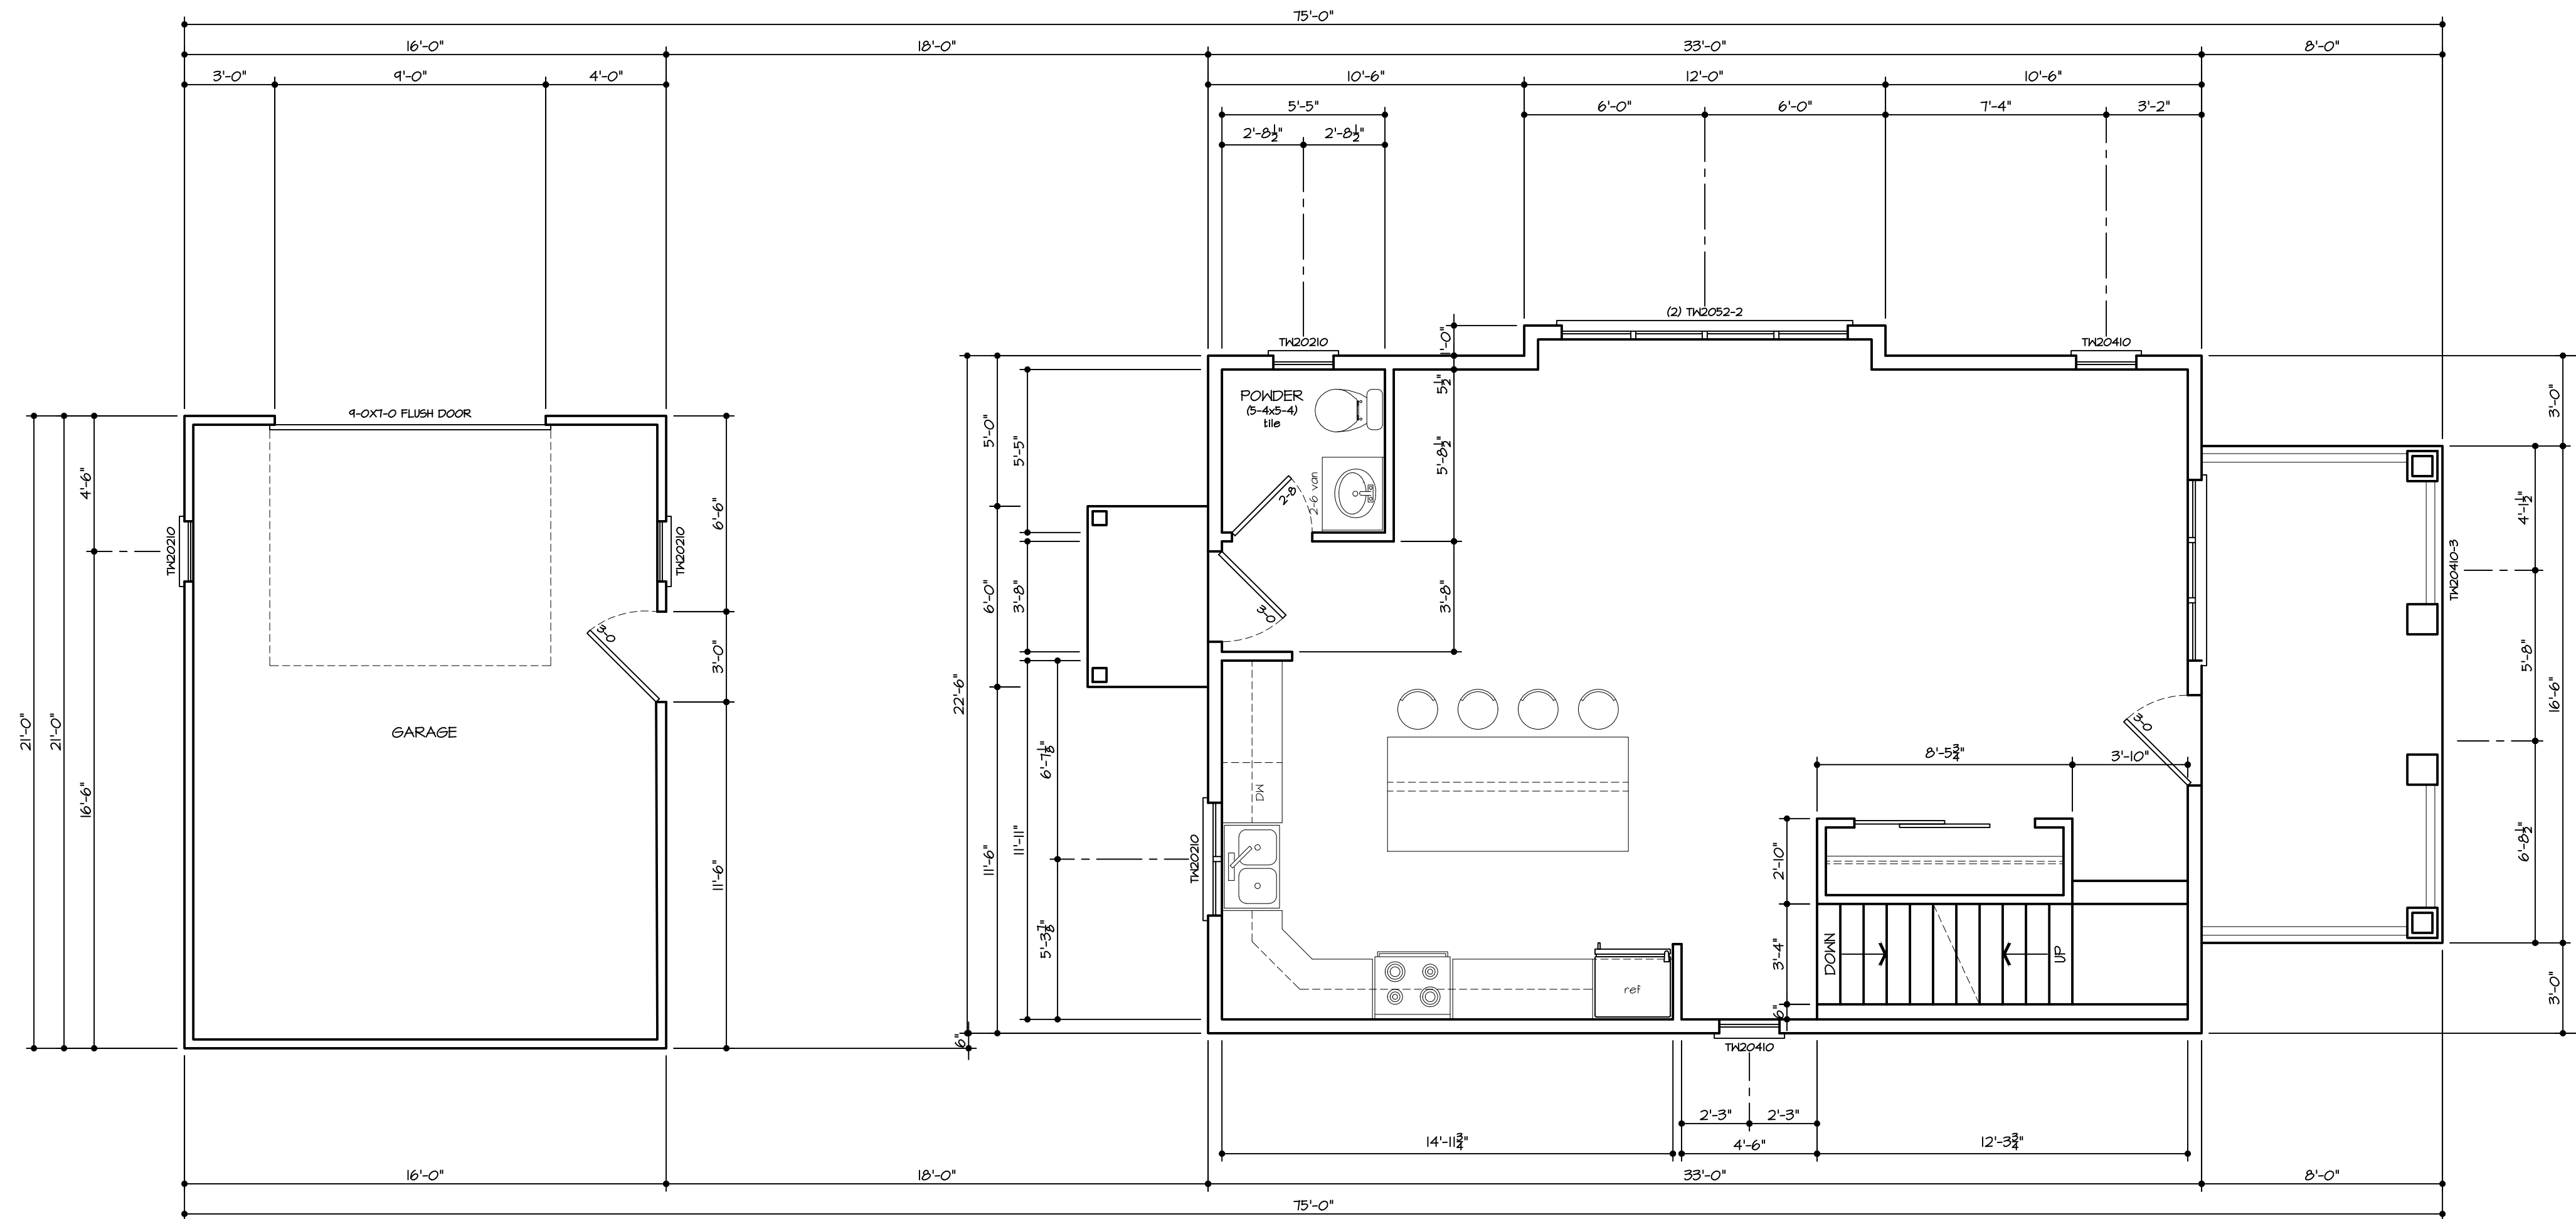 75'-0"
16'-0" 18'-0" 33'-0" 8'-0"
3'-0" 9'-0" 4'-0" 10'-6" 12'-0" 10'-6"
5'-5" 6'-0" 6'-0" 7'-4" 3'-2"
2'-8½" 2'-8½"
(2) TW2052-2
TW20210
TW20410
1'-0"
5½"
5'-8½"
3'-8"
POWDER
(5-4x5-4)
tile
2-6 van
2-8
3-0
9-0X7-0 FLUSH DOOR
TW20210
TW20210
3-0
GARAGE
21'-0"
21'-0"
4'-6"
16'-6"
6'-6"
3'-0"
11'-6"
22'-6"
6"
5'-0"
6'-0"
11'-6"
5'-5"
3'-8"
11'-11"
6'-7⅛"
5'-3⅞"
TW20210
DW
ref
8'-5¾" 3'-10"
3-0
2'-10"
3'-4"
6"
DOWN
UP
TW20410-3
4'-1½"
5'-8"
6'-8½"
3'-0"
16'-6"
3'-0"
TW20410
2'-3" 2'-3"
14'-11¾" 4'-6" 12'-3¾"
16'-0" 18'-0" 33'-0" 8'-0"
75'-0"